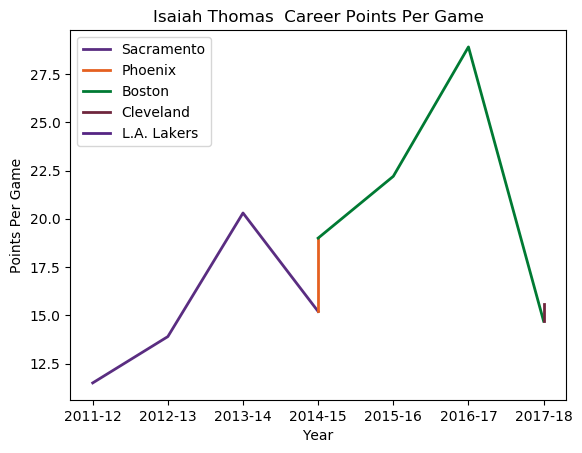 Isaiah Thomas  Career Points Per Game
Sacramento
Phoenix
Boston
Cleveland
L.A. Lakers
Points Per Game
27.5
25.0
22.5
20.0
17.5
15.0
12.5
2011-12 2012-13 2013-14 2014-15 2015-16 2016-17 2017-18
Year